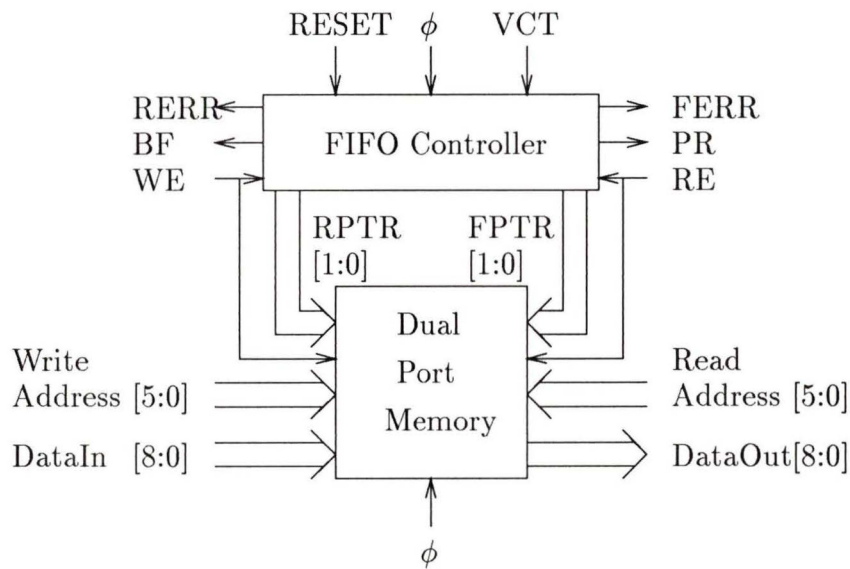 RESET ϕ VCT
RERR FERR
BF FIFO Controller PR
WE RE
RPTR FPTR
[1:0] [1:0]
Dual
Write Read
Port
Address [5:0] Address [5:0]
Memory
DataIn [8:0] DataOut[8:0]
ϕ